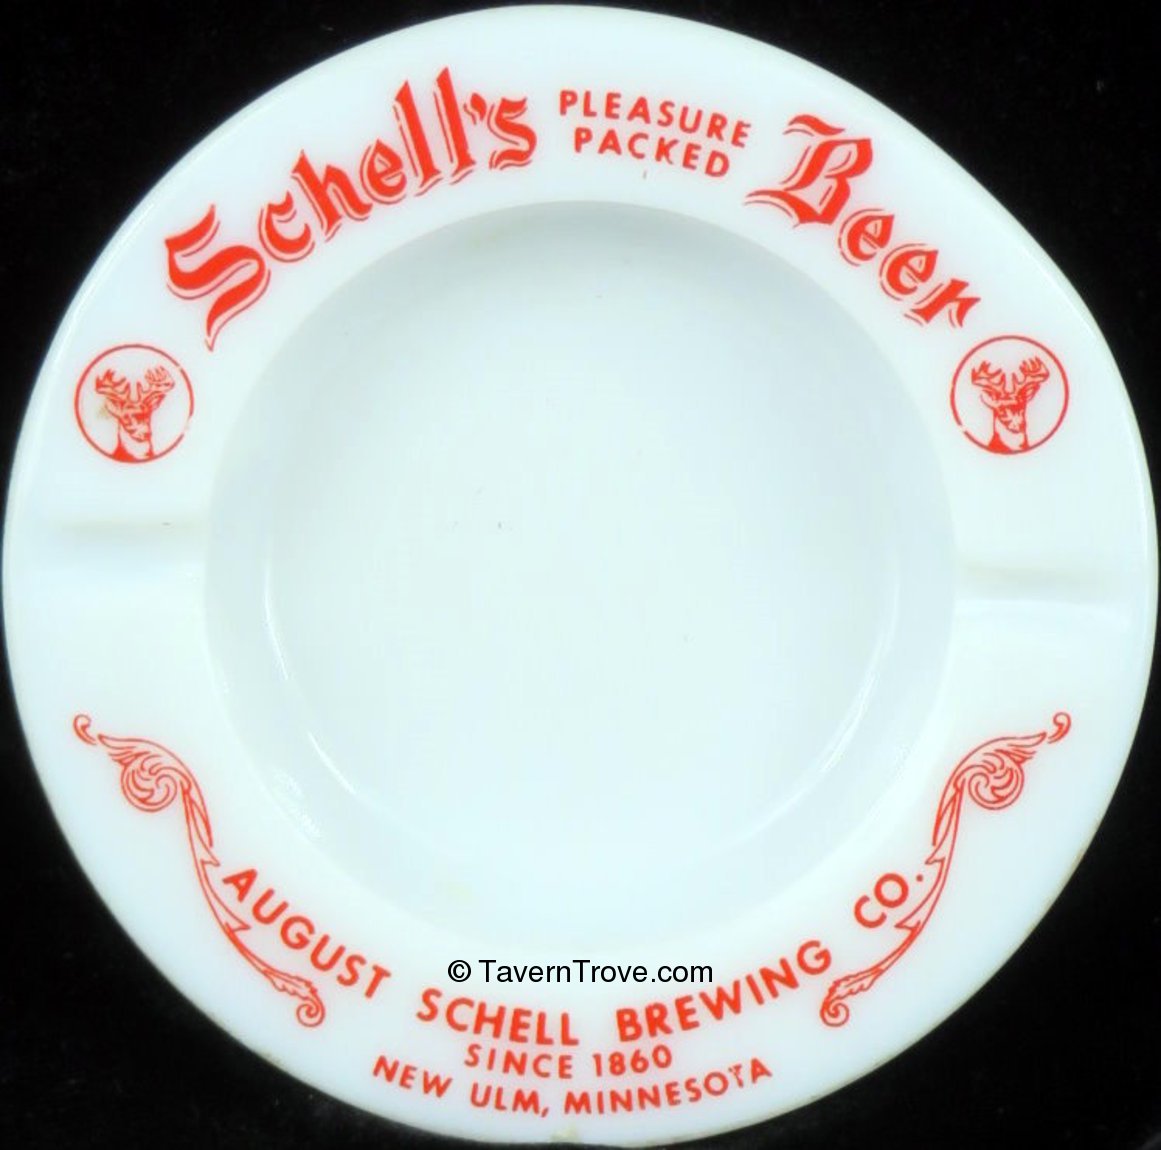 Schell's PLEASURE PACKED Beer
© TavernTrove.com
AUGUST SCHELL BREWING CO.
SINCE 1860
NEW ULM, MINNESOTA